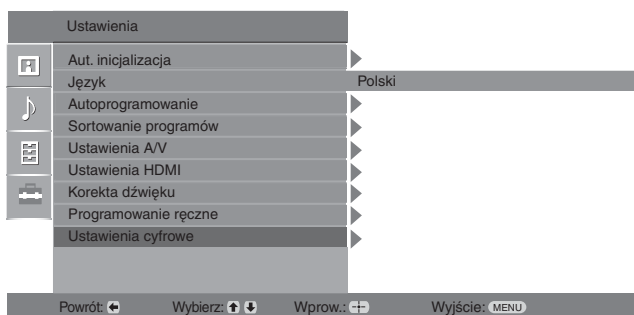 Ustawienia
Aut. inicjalizacja
Język Polski
Autoprogramowanie
Sortowanie programów
Ustawienia A/V
Ustawienia HDMI
Korekta dźwięku
Programowanie ręczne
Ustawienia cyfrowe
Powrót: Wybierz: Wprow.: Wyjście: MENU